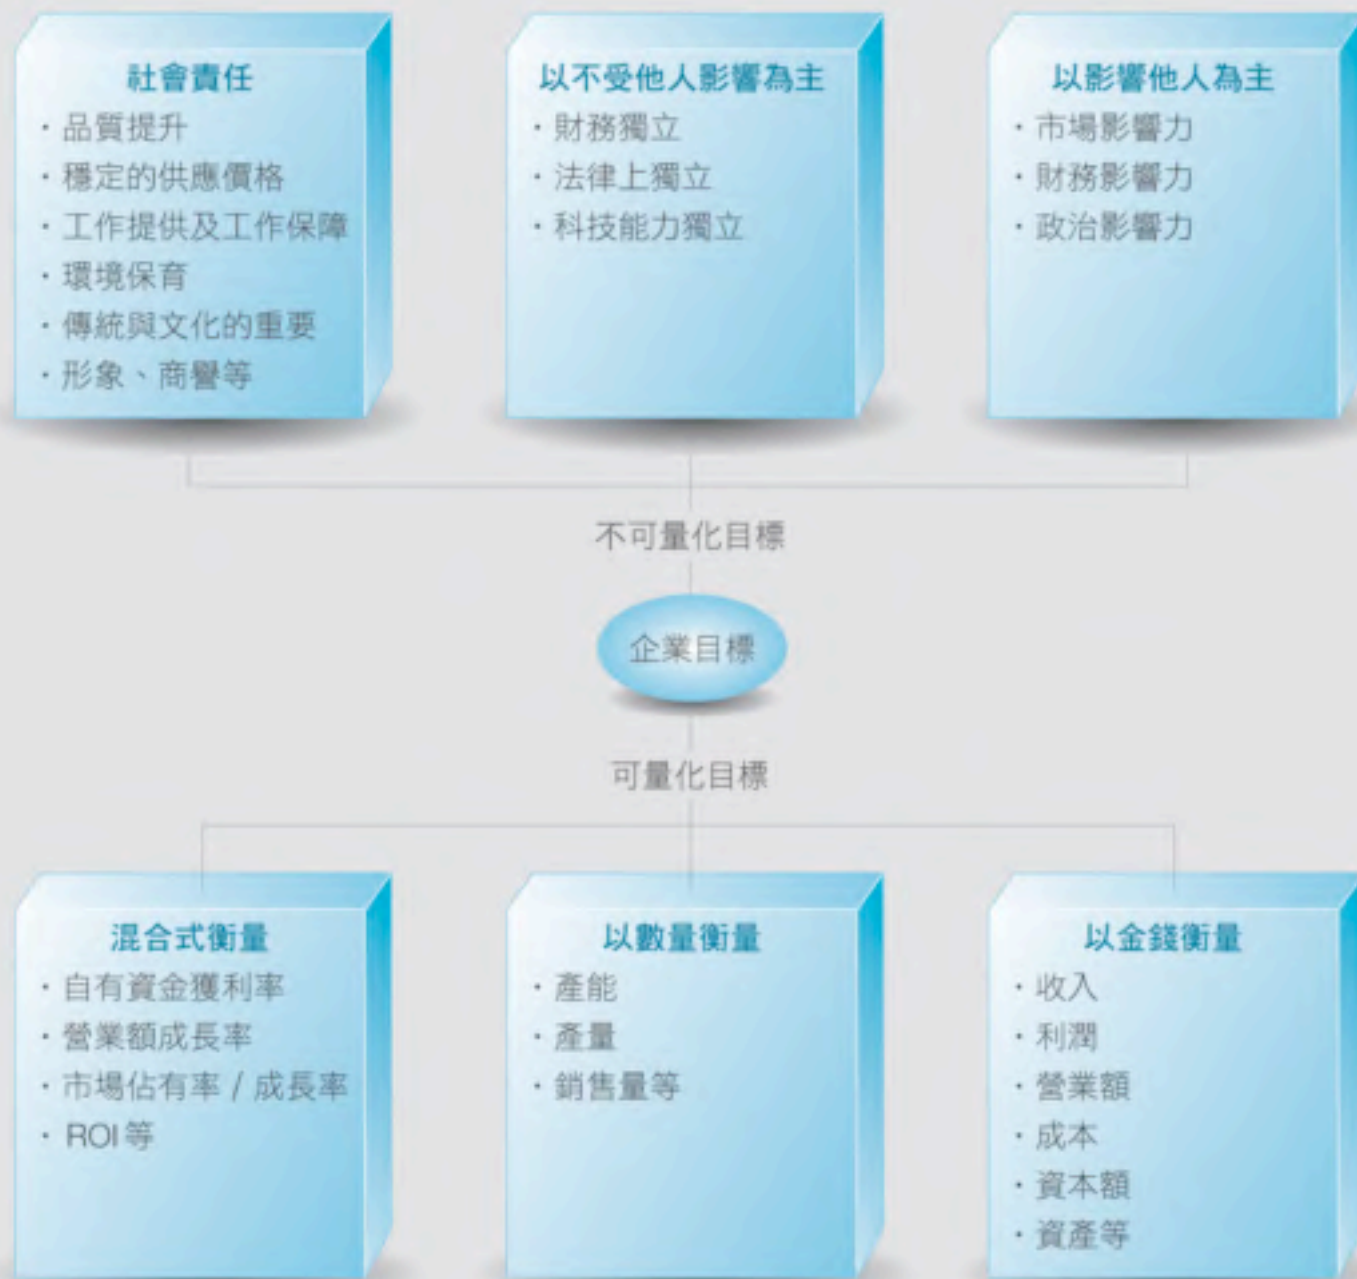 社會責任
・品質提升
・穩定的供應價格
・工作提供及工作保障
・環境保育
・傳統與文化的重要
・形象、商譽等
以不受他人影響為主
・財務獨立
・法律上獨立
・科技能力獨立
以影響他人為主
・市場影響力
・財務影響力
・政治影響力
不可量化目標
企業目標
可量化目標
混合式衡量
・自有資金獲利率
・營業額成長率
・市場佔有率 / 成長率
・ROI 等
以數量衡量
・產能
・產量
・銷售量等
以金錢衡量
・收入
・利潤
・營業額
・成本
・資本額
・資產等